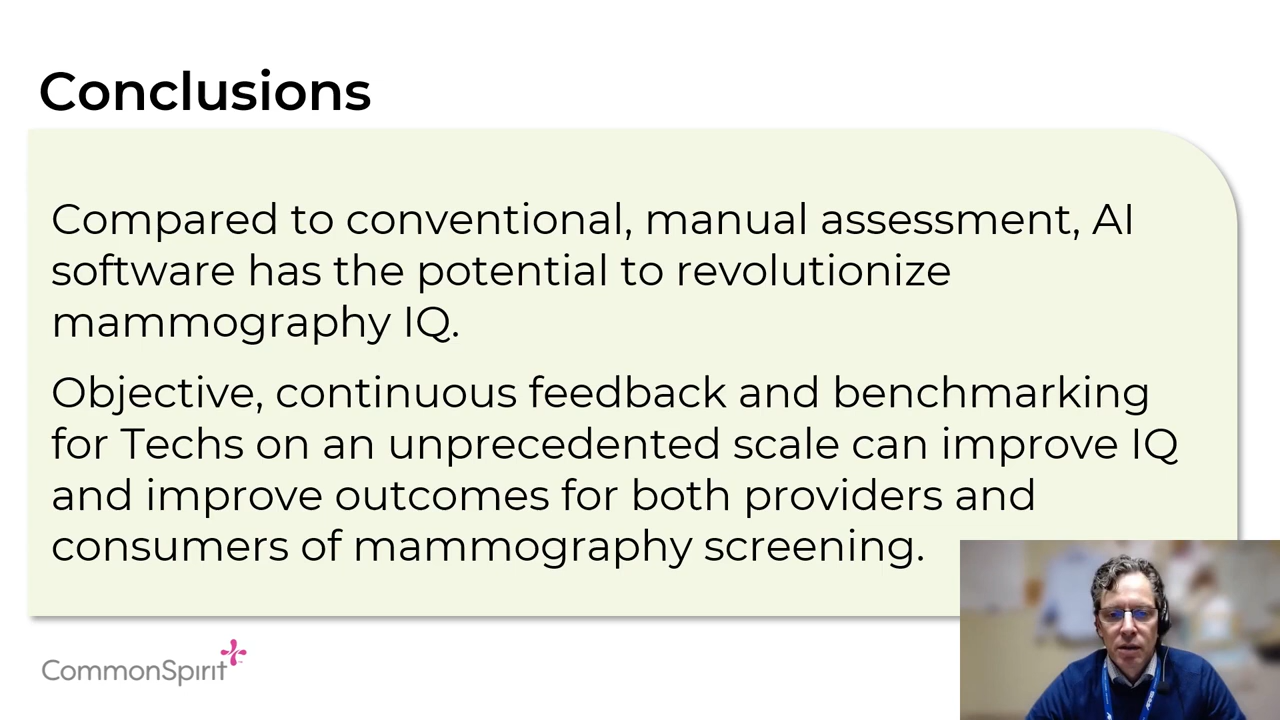 Conclusions
Compared to conventional, manual assessment, AI
software has the potential to revolutionize
mammography IQ.
Objective, continuous feedback and benchmarking
for Techs on an unprecedented scale can improve IQ
and improve outcomes for both providers and
consumers of mammography screening.
CommonSpirit